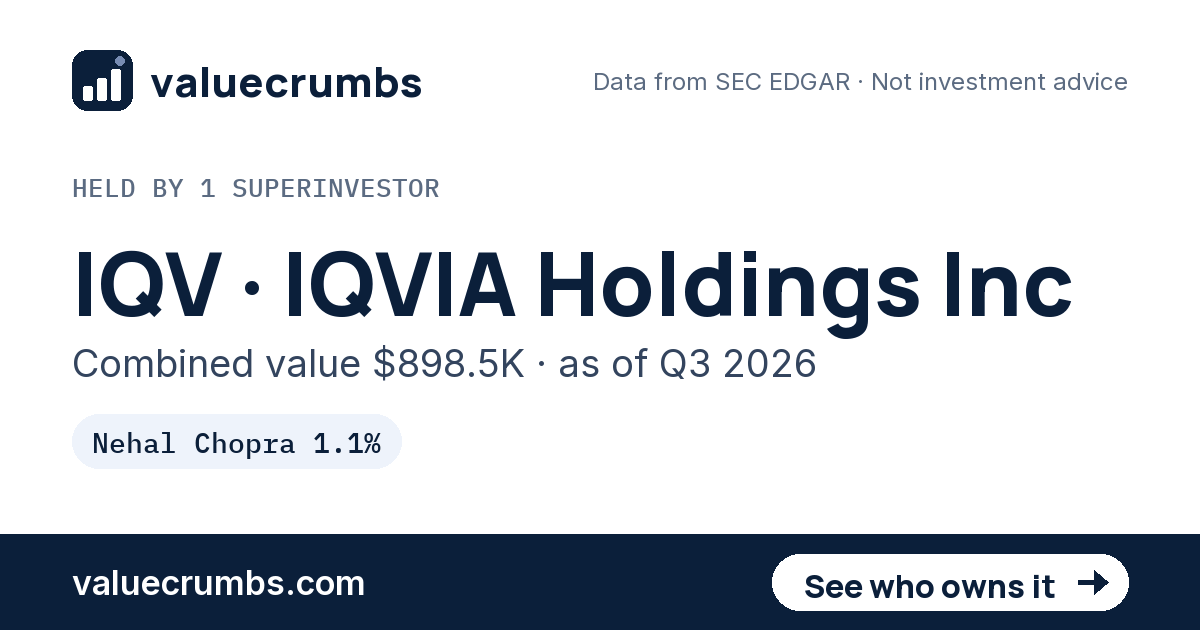 valuecrumbs
Data from SEC EDGAR · Not investment advice
HELD BY 1 SUPERINVESTOR
IQV · IQVIA Holdings Inc
Combined value $898.5K · as of Q3 2026
Nehal Chopra 1.1%
valuecrumbs.com
See who owns it →